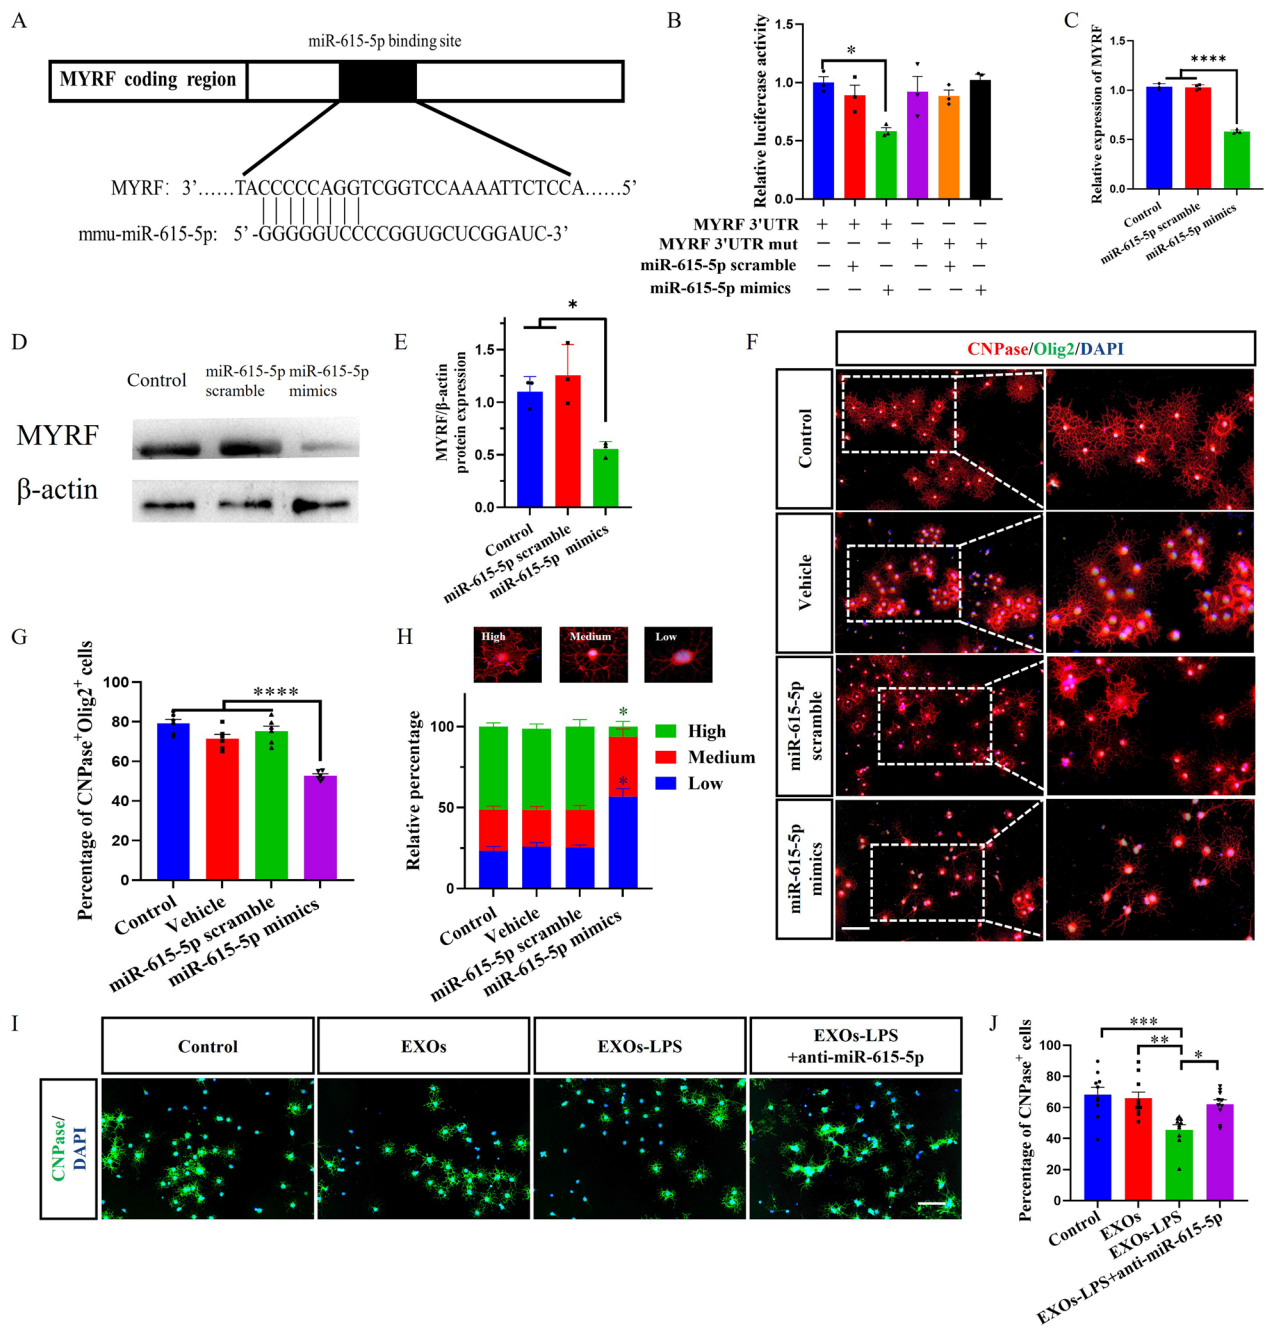 A
miR-615-5p binding site
MYRF coding region
MYRF: 3’......TACCCCCAGGTCGGTCCAAAATTCTCCA......5’
mmu-miR-615-5p: 5’ -GGGGGUCCCCGGUGCUCGGAUC-3’
B
Relative lucifercase activity
1.5
1.0
0.5
0.0
*
MYRF 3'UTR + + + − − −
MYRF 3'UTR mut − − − + + +
miR-615-5p scramble − + − − + −
miR-615-5p mimics − − + − − +
C
Relative expression of MYRF
1.5
1.0
0.5
0.0
****
Control
miR-615-5p scramble
miR-615-5p mimics
D
Control
miR-615-5p
scramble
miR-615-5p
mimics
MYRF
β-actin
E
MYRF/β-actin
protein expression
1.5
1.0
0.5
0.0
*
Control
miR-615-5p scramble
miR-615-5p mimics
F
CNPase/Olig2/DAPI
Control
Vehicle
miR-615-5p
scramble
miR-615-5p
mimics
G
Percentage of CNPase+Olig2+ cells
100
80
60
40
20
0
****
Control
Vehicle
miR-615-5p scramble
miR-615-5p mimics
H
High
Medium
Low
Relative percentage
100
50
0
*
*
High
Medium
Low
Control
Vehicle
miR-615-5p scramble
miR-615-5p mimics
I
Control
EXOs
EXOs-LPS
EXOs-LPS
+anti-miR-615-5p
CNPase/
DAPI
J
Percentage of CNPase+ cells
100
80
60
40
20
0
***
**
*
Control
EXOs
EXOs-LPS
EXOs-LPS+anti-miR-615-5p